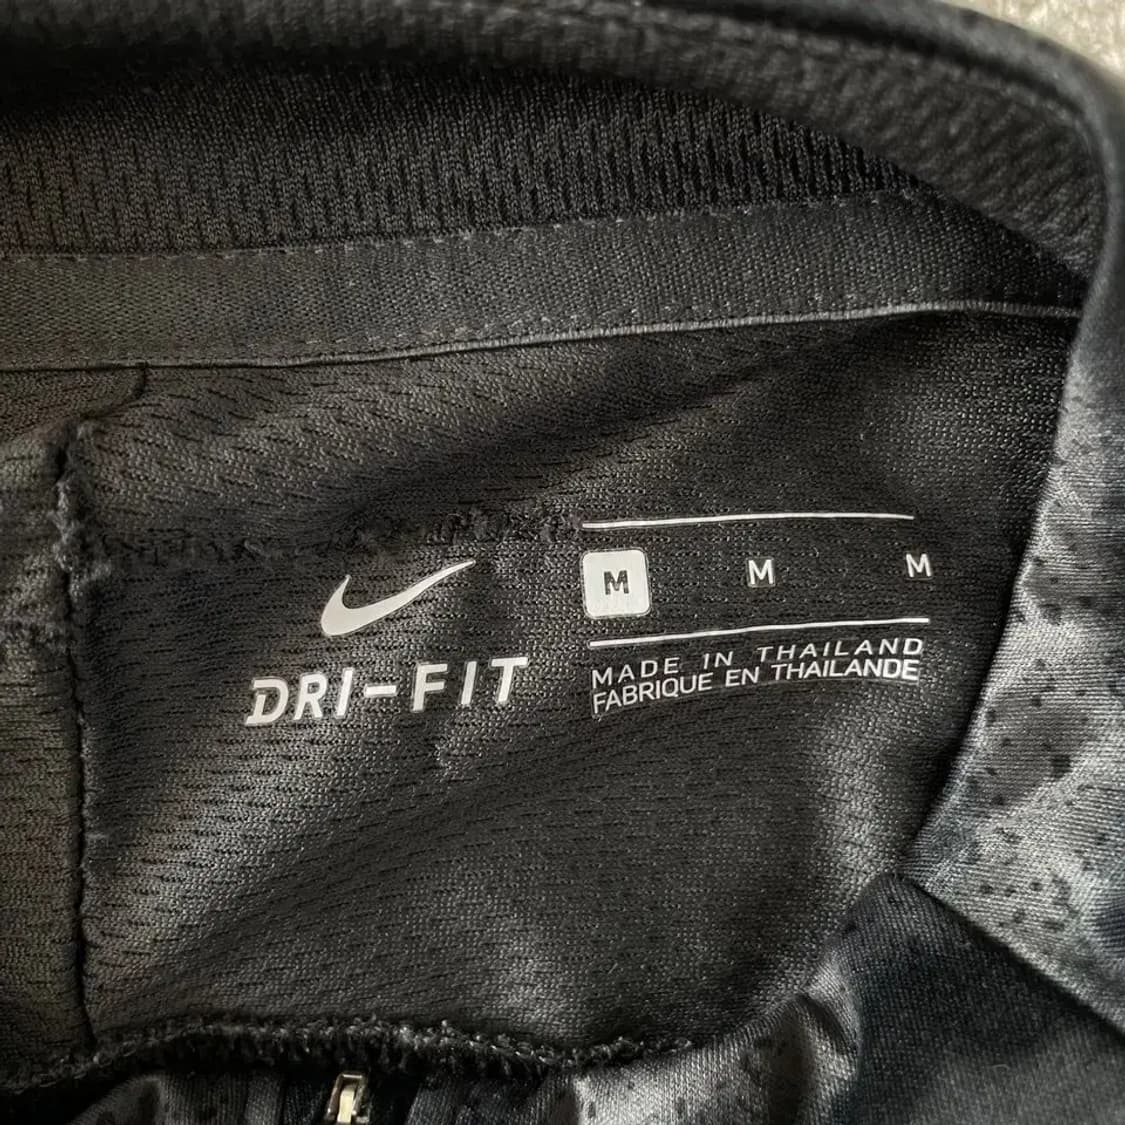 DRI-FIT
M M M
MADE IN THAILAND
FABRIQUE EN THAILANDE